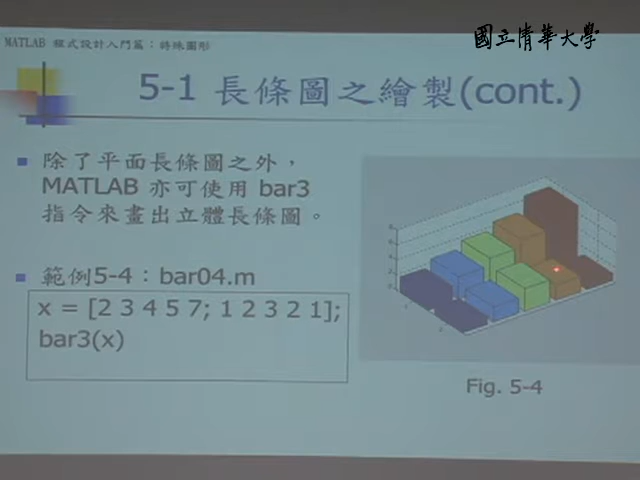 MATLAB 程式設計入門篇：特殊圖形
國立清華大學
5-1 長條圖之繪製(cont.)
除了平面長條圖之外，
MATLAB 亦可使用 bar3
指令來畫出立體長條圖。
範例5-4：bar04.m
x = [2 3 4 5 7; 1 2 3 2 1];
bar3(x)
Fig. 5-4